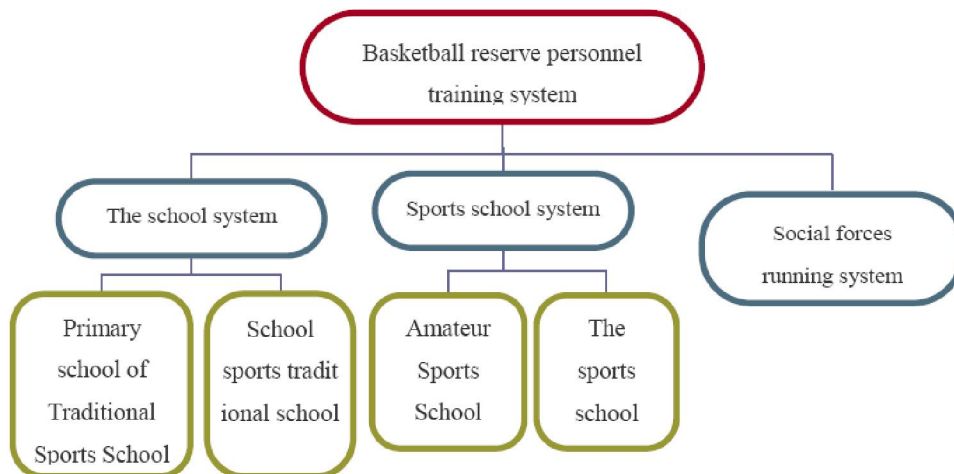 Basketball reserve personnel
training system
The school system
Sports school system
Social forces
running system
Primary
school of
Traditional
Sports School
School
sports tradit
ional school
Amateur
Sports
School
The
sports
school